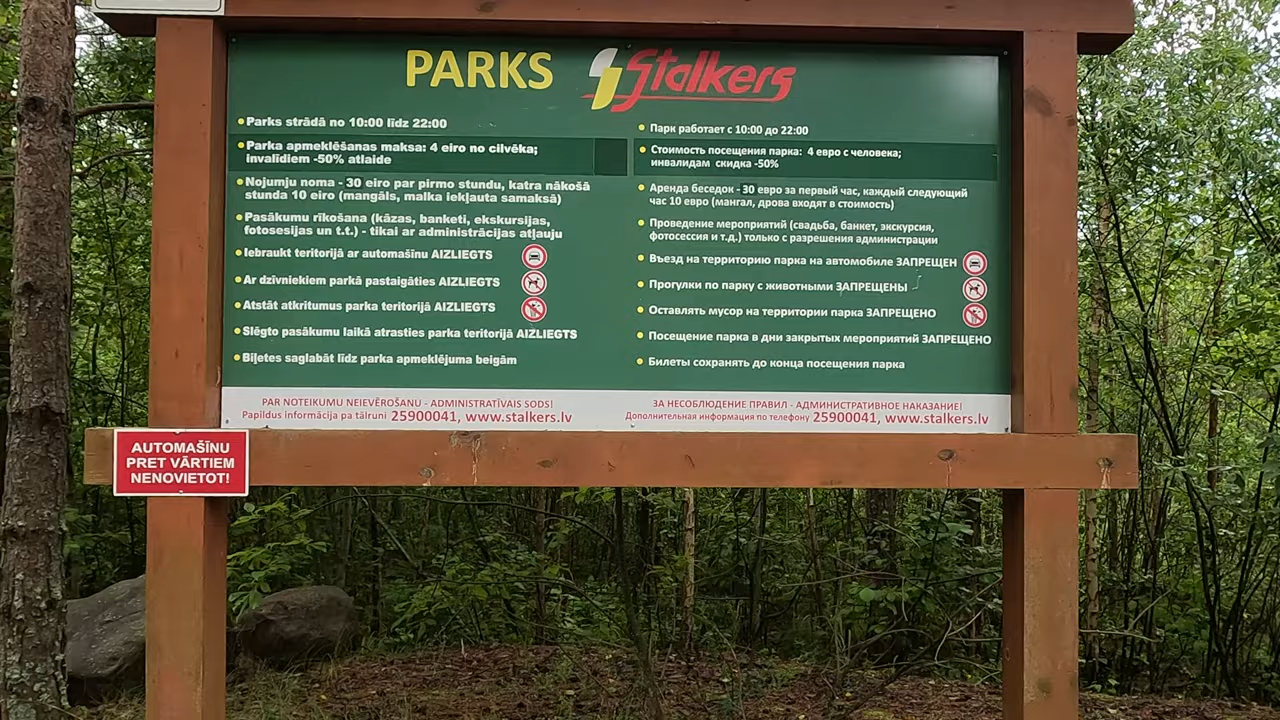 PARKS Stalkers
•Parks strādā no 10:00 līdz 22:00
•Parka apmeklēšanas maksa: 4 eiro no cilvēka;
invalīdiem -50% atlaide
•Nojumju noma - 30 eiro par pirmo stundu, katra nākošā
stunda 10 eiro (mangāls, malka iekļauta samaksā)
•Pasākumu rīkošana (kāzas, banketi, ekskursijas,
fotosesijas un t.t.) - tikai ar administrācijas atļauju
•Iebraukt teritorijā ar automašīnu AIZLIEGTS
•Ar dzīvniekiem parkā pastaigāties AIZLIEGTS
•Atstāt atkritumus parka teritorijā AIZLIEGTS
•Slēgto pasākumu laikā atrasties parka teritorijā AIZLIEGTS
•Biļetes saglabāt līdz parka apmeklējuma beigām
• Парк работает с 10:00 до 22:00
• Стоимость посещения парка: 4 евро с человека;
инвалидам скидка -50%
• Аренда беседок - 30 евро за первый час, каждый следующий
час 10 евро (мангал, дрова входят в стоимость)
• Проведение мероприятий (свадьба, банкет, экскурсия,
фотоссесия и т.д.) только с разрешения администрации
• Въезд на территорию парка на автомобиле ЗАПРЕЩЕН
• Прогулки по парку с животными ЗАПРЕЩЕНЫ
• Оставлять мусор на территории парка ЗАПРЕЩЕНО
• Посещение парка в дни закрытых мероприятий ЗАПРЕЩЕНО
• Билеты сохранять до конца посещения парка
PAR NOTEIKUMU NEIEVĒROŠANU - ADMINISTRATĪVAIS SODS!
Papildus informācija pa tālruni 25900041, www.stalkers.lv
ЗА НЕСОБЛЮДЕНИЕ ПРАВИЛ - АДМИНИСТРАТИВНОЕ НАКАЗАНИЕ!
Дополнительная информация по телефону 25900041, www.stalkers.lv
AUTOMAŠĪNU
PRET VĀRTIEM
NENOVIETOT!